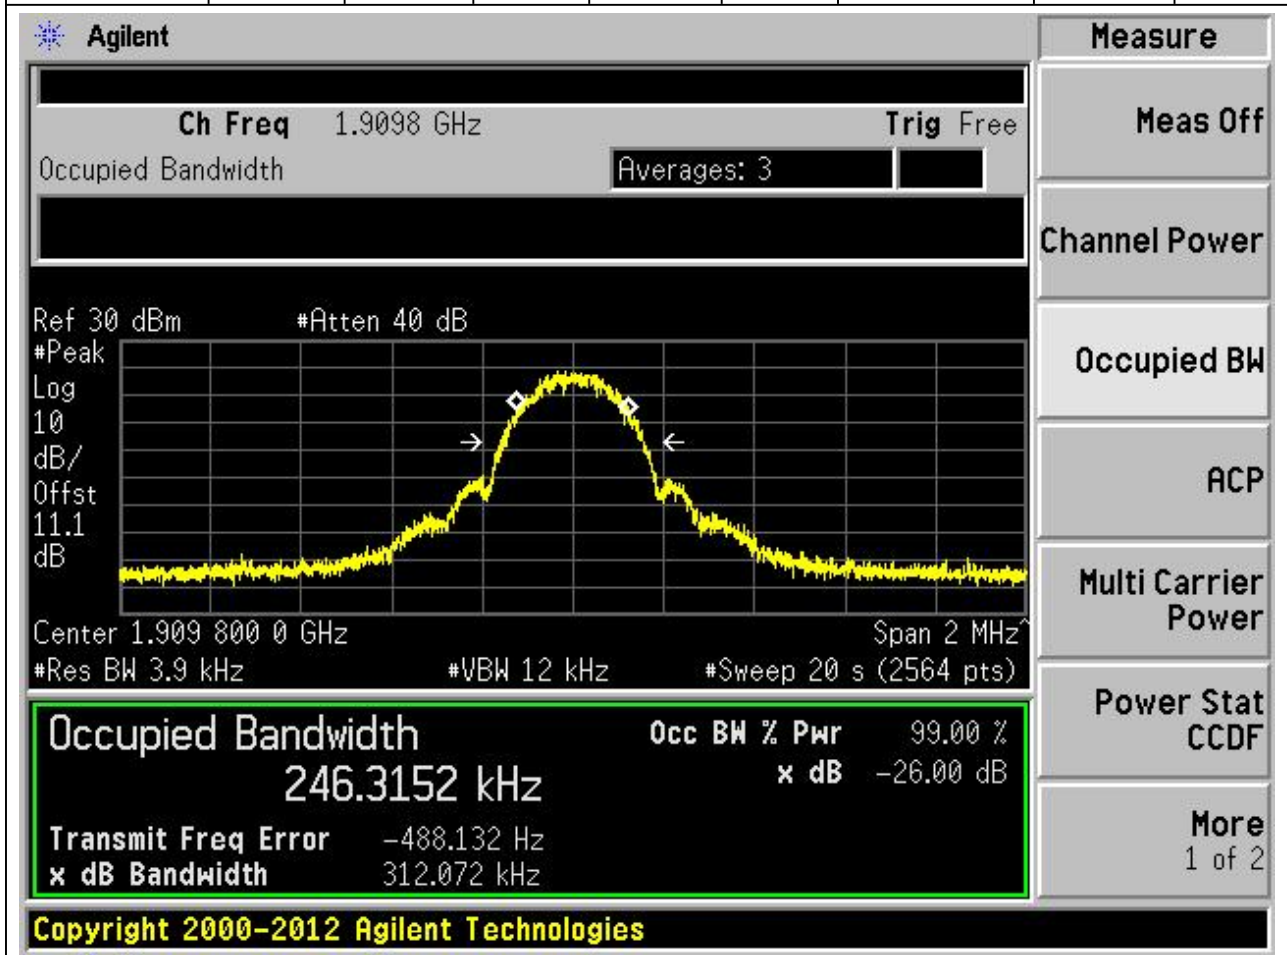 Agilent
Measure
Ch Freq 1.9098 GHz Trig Free
Occupied Bandwidth Averages: 3
Meas Off
Channel Power
Occupied BW
ACP
Multi Carrier
Power
Power Stat
CCDF
More
1 of 2
Ref 30 dBm #Atten 40 dB
#Peak
Log
10
dB/
Offst
11.1
dB
Center 1.909 800 0 GHz Span 2 MHz^
#Res BW 3.9 kHz #VBW 12 kHz #Sweep 20 s (2564 pts)
Occupied Bandwidth
246.3152 kHz
Occ BW % Pwr 99.00 %
x dB -26.00 dB
Transmit Freq Error -488.132 Hz
x dB Bandwidth 312.072 kHz
Copyright 2000-2012 Agilent Technologies